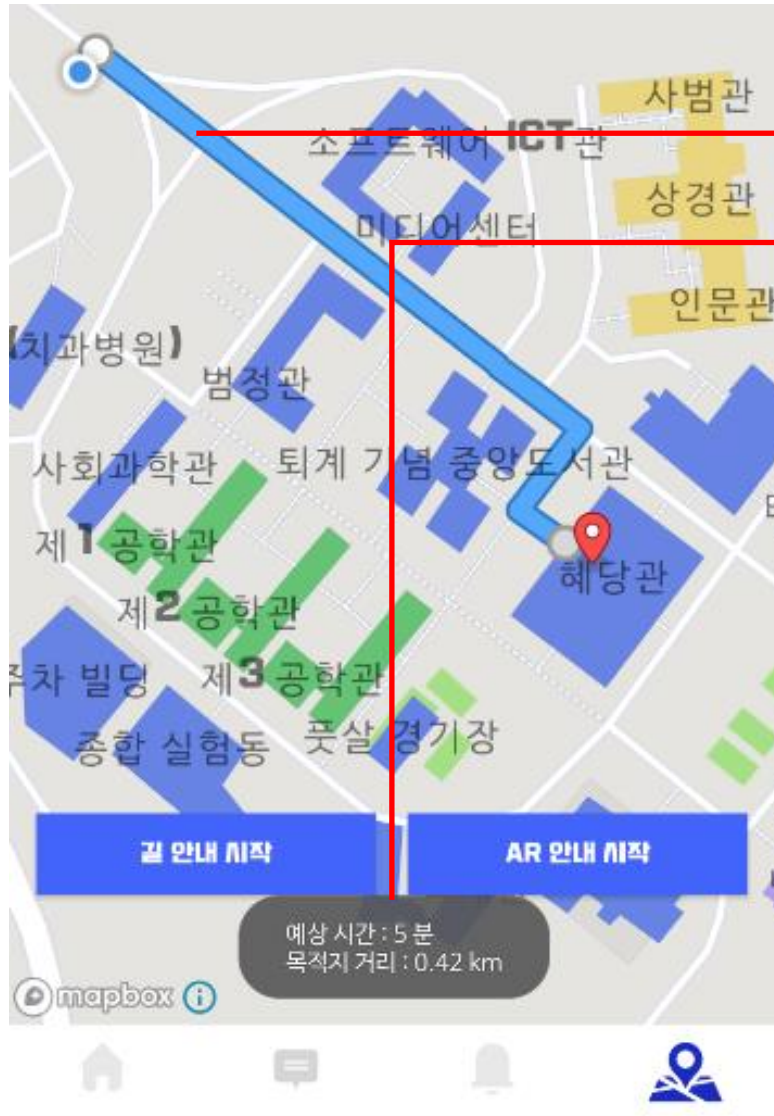 사범관
소프트웨어 ICT관
상경관
미디어센터
인문관
(치과병원)
범정관
사회과학관
퇴계 기념 중앙도서관
제1 공학관
혜당관
제2 공학관
주차 빌딩
제3 공학관
종합 실험동
풋살 경기장
길 안내 시작
AR 안내 시작
예상 시간 : 5 분
목적지 거리 : 0.42 km
mapbox